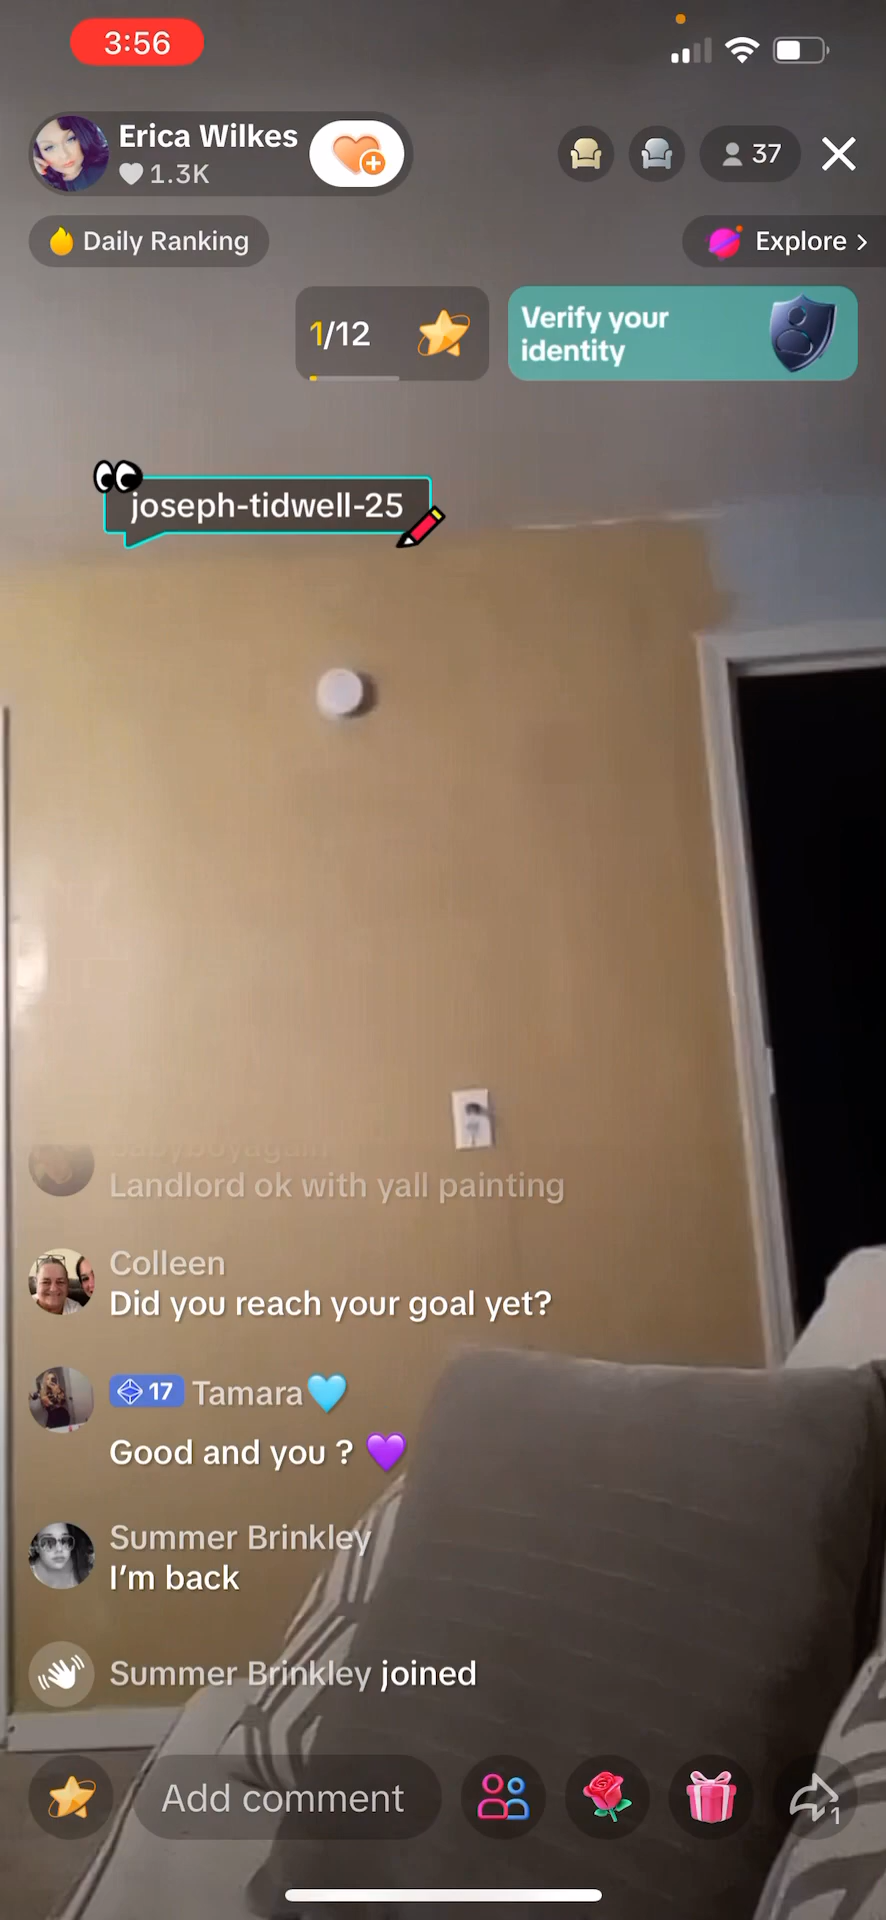 3:56
Erica Wilkes
1.3K
37
Daily Ranking
Explore >
1/12
Verify your
identity
joseph-tidwell-25
babyboyagain
Landlord ok with yall painting
Colleen
Did you reach your goal yet?
17 Tamara🩵
Good and you ? 💜
Summer Brinkley
I'm back
Summer Brinkley joined
Add comment
1